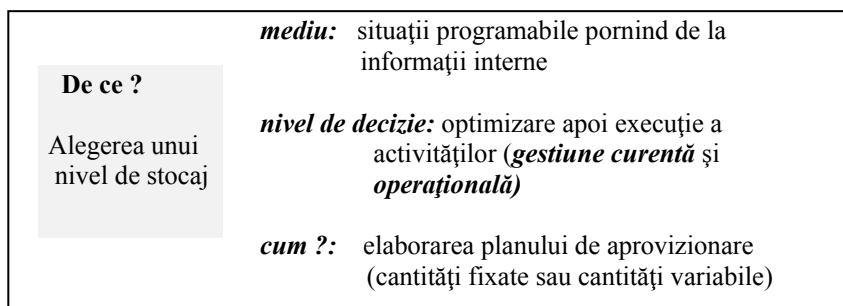 De ce ?
Alegerea unui
nivel de stocaj
mediu: situaţii programabile pornind de la
informaţii interne
nivel de decizie: optimizare apoi execuţie a
activităţilor (gestiune curentă şi
operaţională)
cum ?: elaborarea planului de aprovizionare
(cantităţi fixate sau cantităţi variabile)